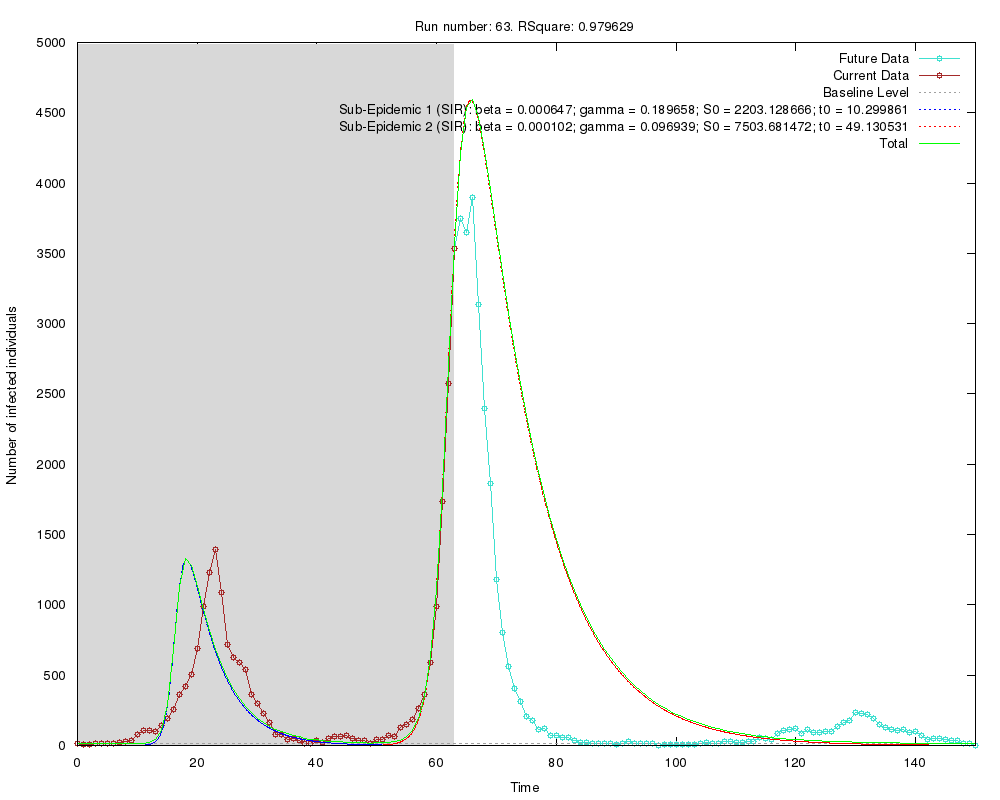 Run number: 63. RSquare: 0.979629
Future Data
Current Data
Baseline Level
Sub-Epidemic 1 (SIR): beta = 0.000647; gamma = 0.189658; S0 = 2203.128666; t0 = 10.299861
Sub-Epidemic 2 (SIR): beta = 0.000102; gamma = 0.096939; S0 = 7503.681472; t0 = 49.130531
Total
5000
4500
4000
3500
3000
2500
2000
1500
1000
500
0
Number of infected individuals
0 20 40 60 80 100 120 140
Time